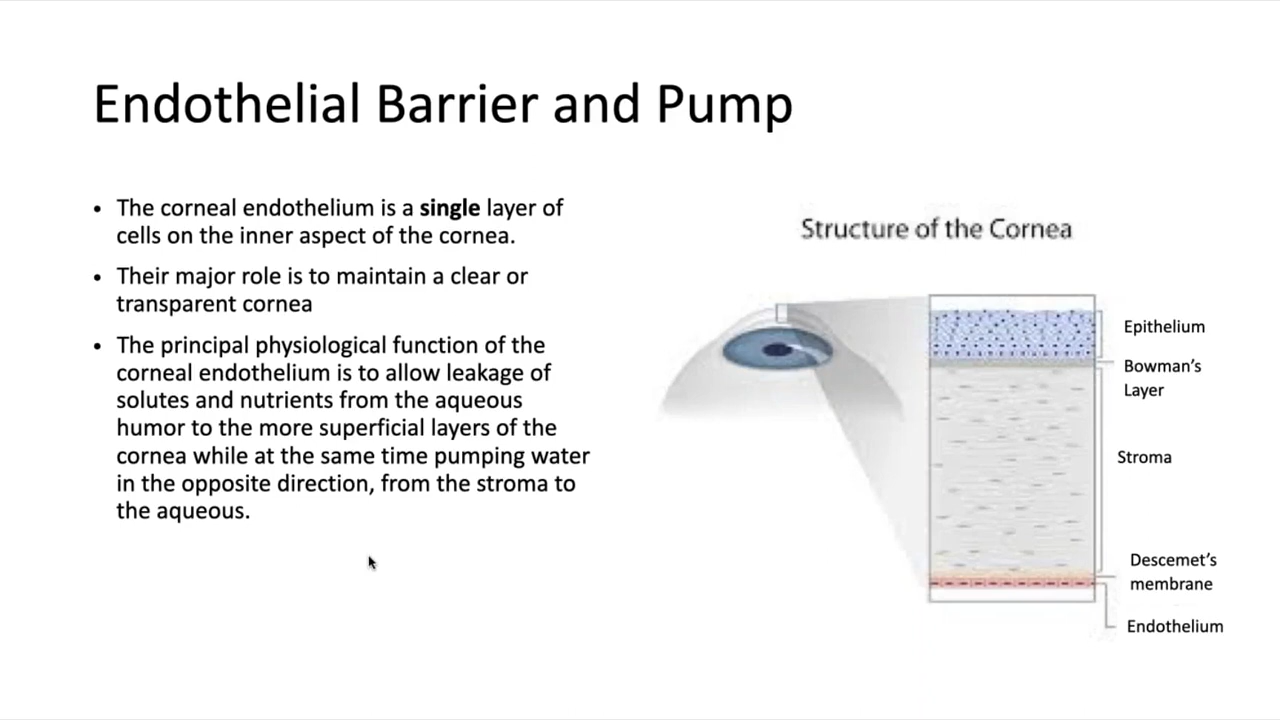 Endothelial Barrier and Pump
• The corneal endothelium is a single layer of
cells on the inner aspect of the cornea.
• Their major role is to maintain a clear or
transparent cornea
• The principal physiological function of the
corneal endothelium is to allow leakage of
solutes and nutrients from the aqueous
humor to the more superficial layers of the
cornea while at the same time pumping water
in the opposite direction, from the stroma to
the aqueous.
Structure of the Cornea
Epithelium
Bowman’s
Layer
Stroma
Descemet’s
membrane
Endothelium